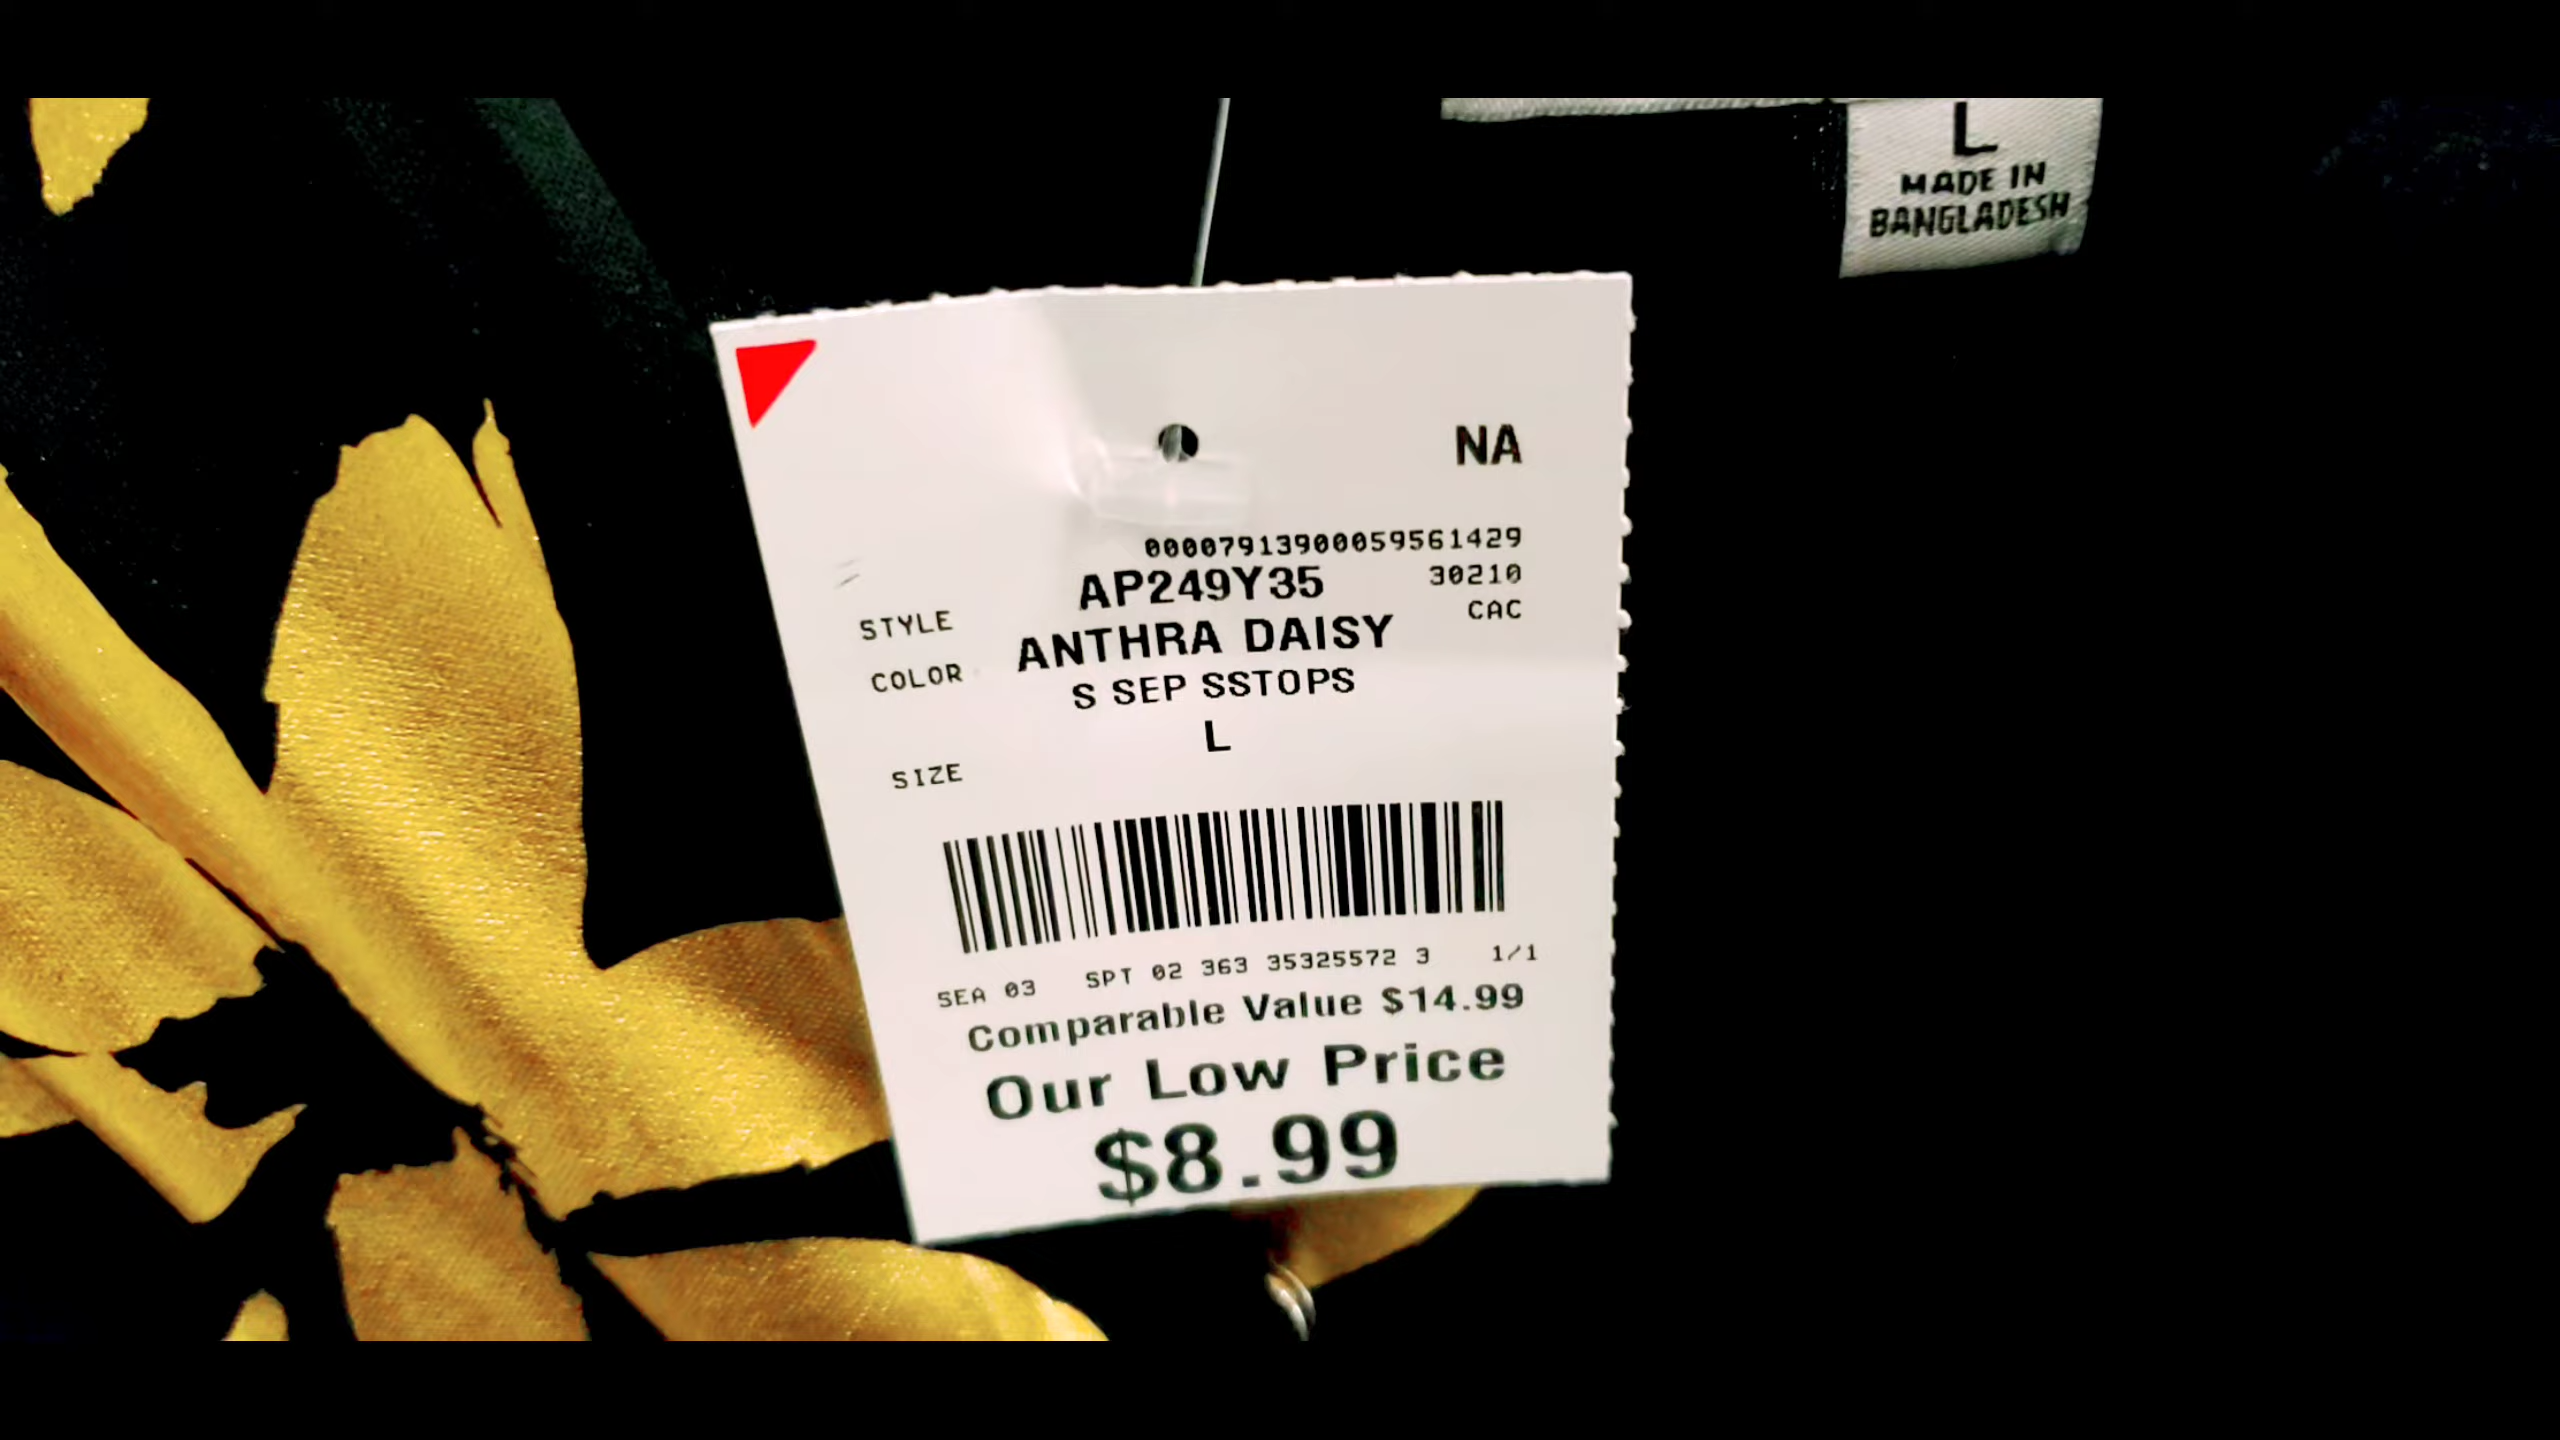 L
MADE IN
BANGLADESH
NA
00007913900059561429
STYLE AP249Y35 30210
COLOR ANTHRA DAISY CAC
S SEP SSTOPS
SIZE L
SEA 03 SPT 02 363 35325572 3 1/1
Comparable Value $14.99
Our Low Price
$8.99